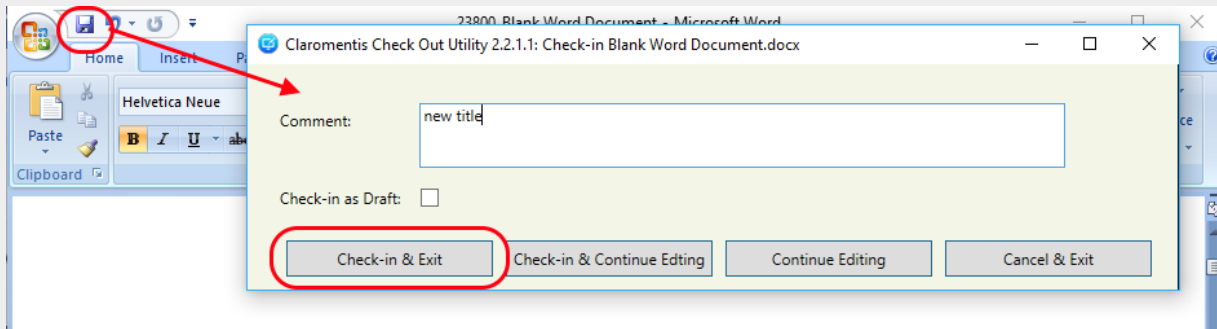 23800_Blank Word Document - Microsoft Word
Claromentis Check Out Utility 2.2.1.1: Check-in Blank Word Document.docx
Home Insert
Helvetica Neue
Paste
B I U abc
Clipboard
Comment:
new title
Check-in as Draft:
Check-in & Exit
Check-in & Continue Edting
Continue Editing
Cancel & Exit